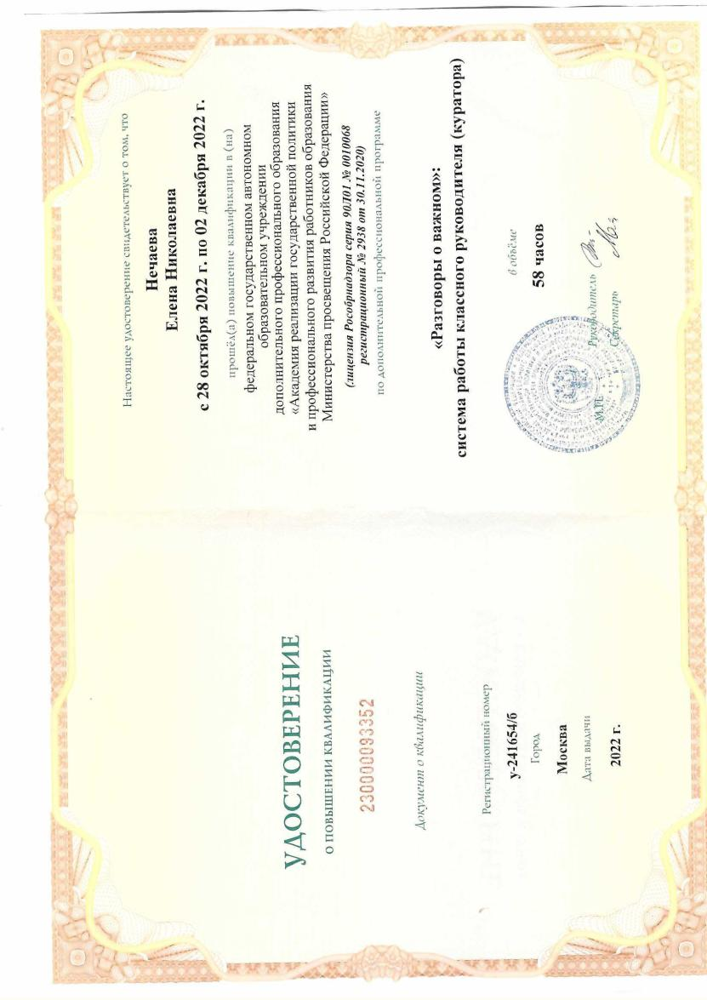 УДОСТОВЕРЕНИЕ
О ПОВЫШЕНИИ КВАЛИФИКАЦИИ
230000093352
Документ о квалификации
Регистрационный номер
у-241654/б
Город
Москва
Дата выдачи
2022 г.
Настоящее удостоверение свидетельствует о том, что
Нечаева
Елена Николаевна
с 28 октября 2022 г. по 02 декабря 2022 г.
прошёл(а) повышение квалификации в (на)
федеральном государственном автономном
образовательном учреждении
дополнительного профессионального образования
«Академия реализации государственной политики
и профессионального развития работников образования
Министерства просвещения Российской Федерации»
(лицензия Рособрнадзора серия 90Л01 № 0010068
регистрационный № 2938 от 30.11.2020)
по дополнительной профессиональной программе
«Разговоры о важном»:
система работы классного руководителя (куратора)
в объёме
58 часов
Руководитель
М.П.
Секретарь